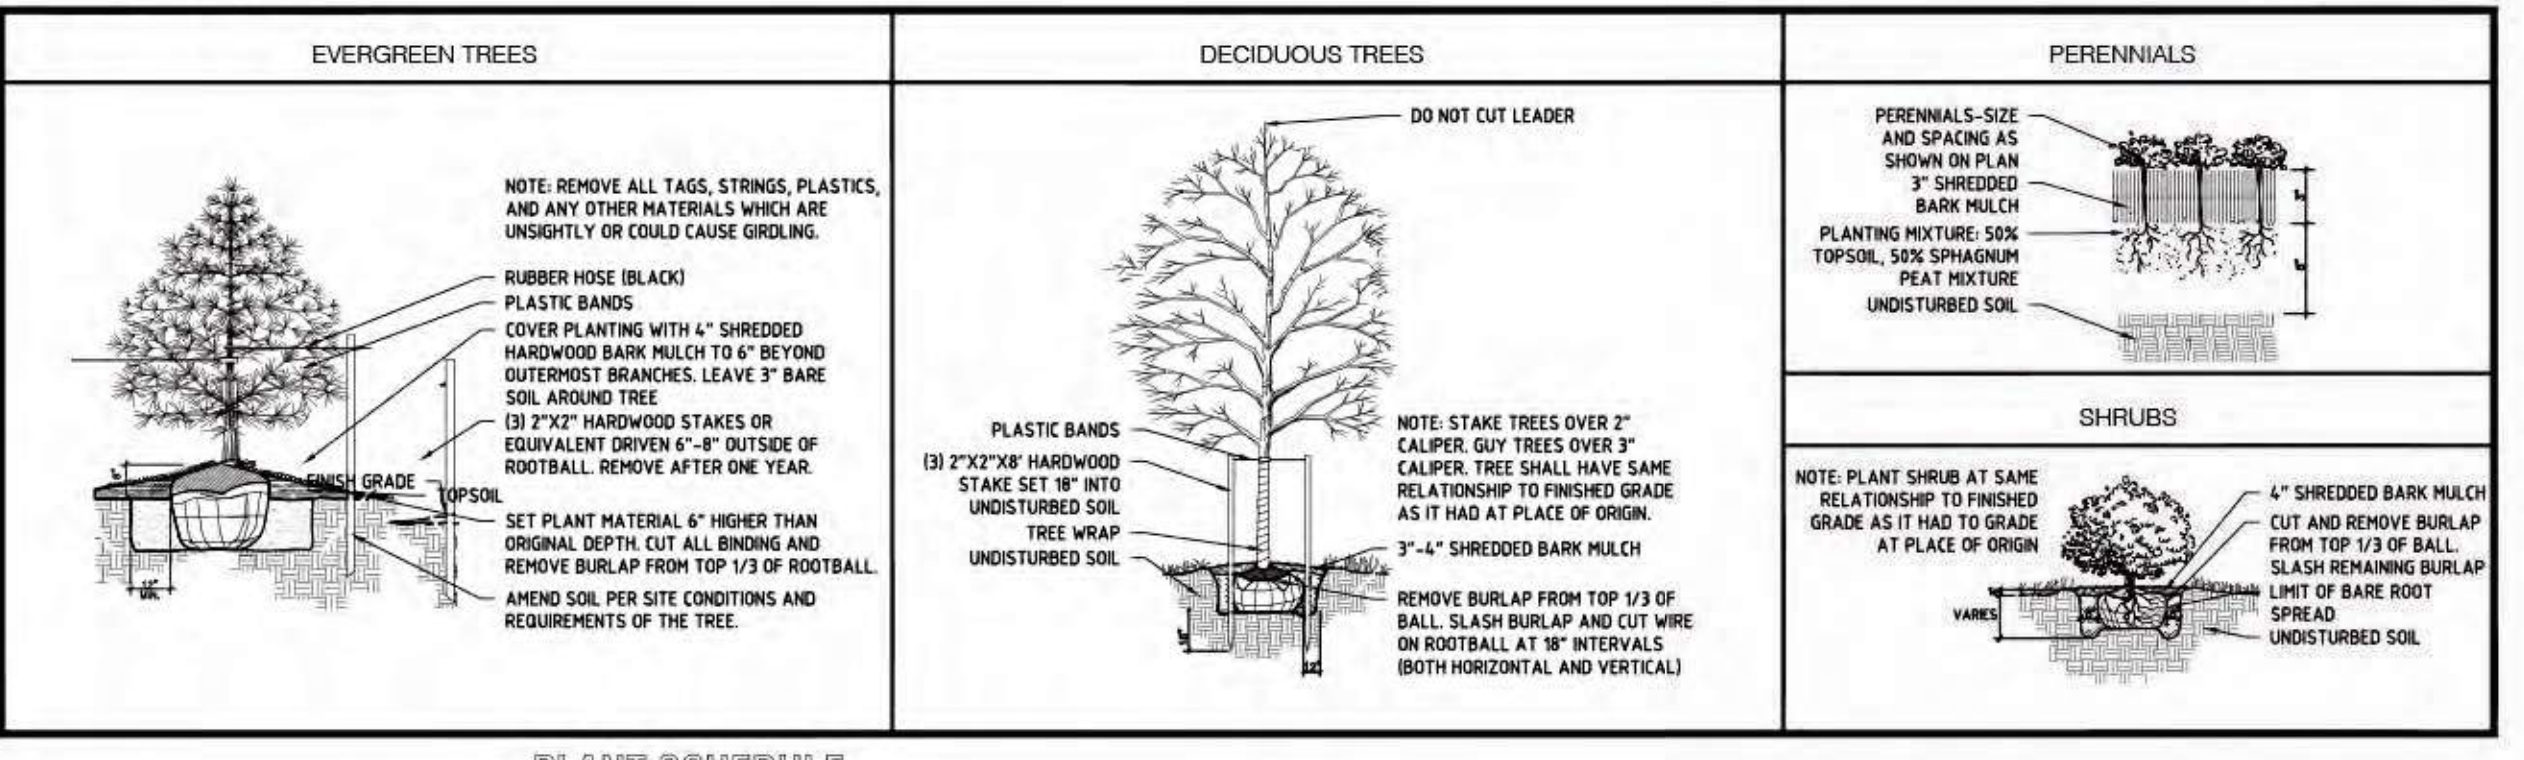 EVERGREEN TREES
NOTE: REMOVE ALL TAGS, STRINGS, PLASTICS,
AND ANY OTHER MATERIALS WHICH ARE
UNSIGHTLY OR COULD CAUSE GIRDLING.
RUBBER HOSE (BLACK)
PLASTIC BANDS
COVER PLANTING WITH 4" SHREDDED
HARDWOOD BARK MULCH TO 6" BEYOND
OUTERMOST BRANCHES. LEAVE 3" BARE
SOIL AROUND TREE
(3) 2"X2" HARDWOOD STAKES OR
EQUIVALENT DRIVEN 6"-8" OUTSIDE OF
ROOTBALL. REMOVE AFTER ONE YEAR.
FINISH GRADE
TOPSOIL
SET PLANT MATERIAL 6" HIGHER THAN
ORIGINAL DEPTH. CUT ALL BINDING AND
REMOVE BURLAP FROM TOP 1/3 OF ROOTBALL.
AMEND SOIL PER SITE CONDITIONS AND
REQUIREMENTS OF THE TREE.
6"
12"
MIN.
DECIDUOUS TREES
DO NOT CUT LEADER
PLASTIC BANDS
(3) 2"X2"X8' HARDWOOD
STAKE SET 18" INTO
UNDISTURBED SOIL
TREE WRAP
UNDISTURBED SOIL
NOTE: STAKE TREES OVER 2"
CALIPER. GUY TREES OVER 3"
CALIPER. TREE SHALL HAVE SAME
RELATIONSHIP TO FINISHED GRADE
AS IT HAD AT PLACE OF ORIGIN.
3"-4" SHREDDED BARK MULCH
REMOVE BURLAP FROM TOP 1/3 OF
BALL. SLASH BURLAP AND CUT WIRE
ON ROOTBALL AT 18" INTERVALS
(BOTH HORIZONTAL AND VERTICAL)
18"
12"
PERENNIALS
PERENNIALS-SIZE
AND SPACING AS
SHOWN ON PLAN
3" SHREDDED
BARK MULCH
PLANTING MIXTURE: 50%
TOPSOIL, 50% SPHAGNUM
PEAT MIXTURE
UNDISTURBED SOIL
3"
SHRUBS
NOTE: PLANT SHRUB AT SAME
RELATIONSHIP TO FINISHED
GRADE AS IT HAD TO GRADE
AT PLACE OF ORIGIN
VARIES
4" SHREDDED BARK MULCH
CUT AND REMOVE BURLAP
FROM TOP 1/3 OF BALL.
SLASH REMAINING BURLAP
LIMIT OF BARE ROOT
SPREAD
UNDISTURBED SOIL
PLANT SCHEDULE